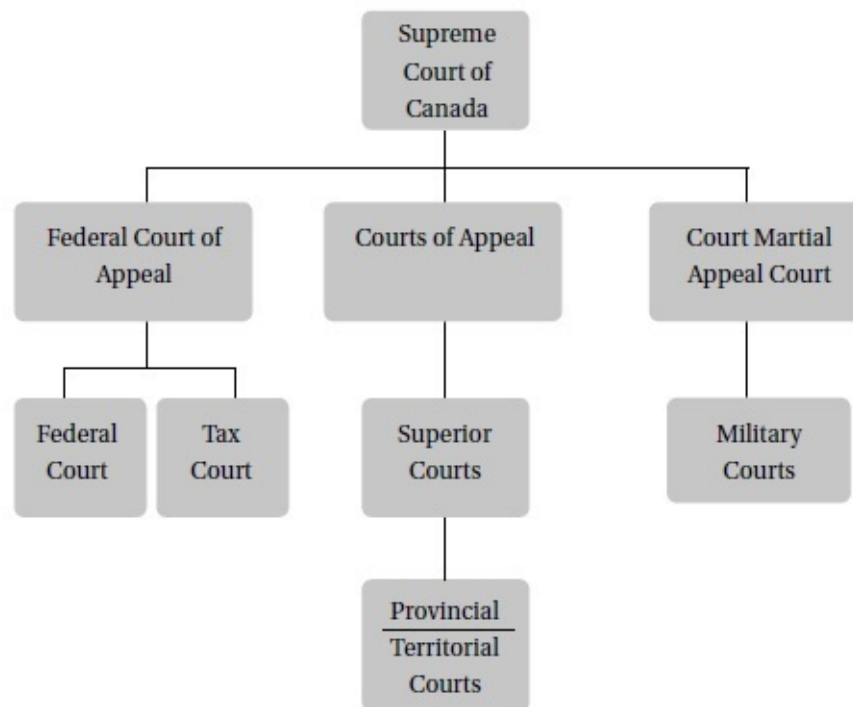 Supreme
Court of
Canada
Federal Court of
Appeal
Courts of Appeal
Court Martial
Appeal Court
Federal
Court
Tax
Court
Superior
Courts
Military
Courts
Provincial
Territorial
Courts